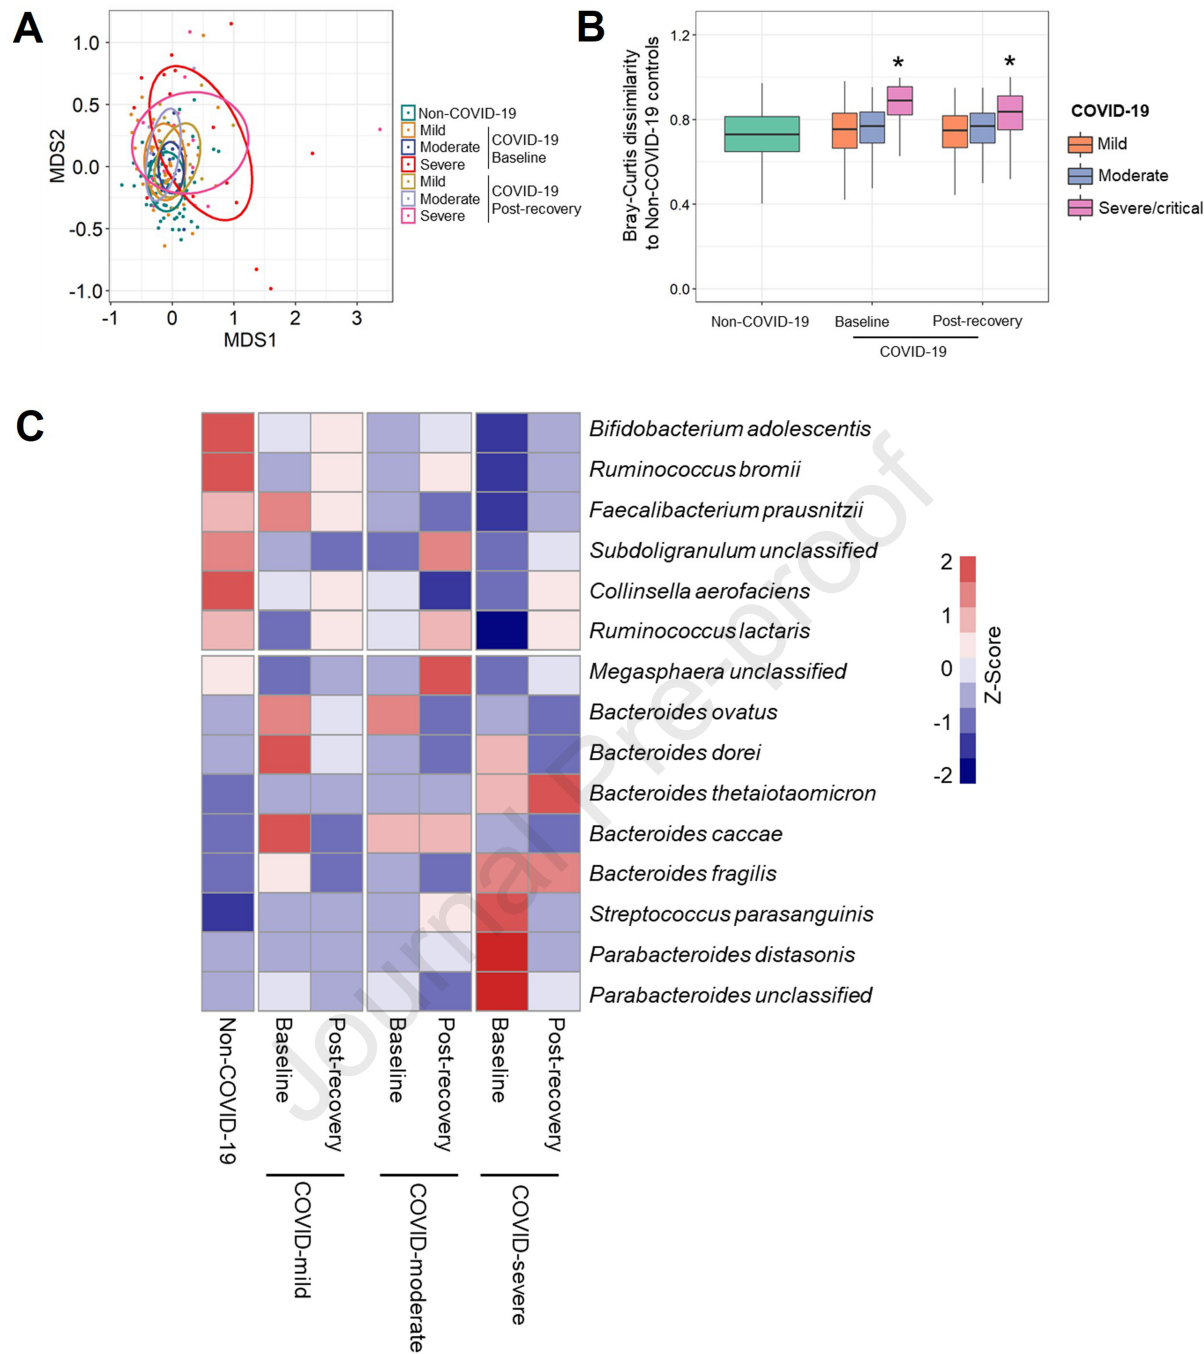 A
MDS2
1.0
0.5
0.0
-0.5
-1.0
-1
0
1
2
3
MDS1
Non-COVID-19
Mild
Moderate
Severe
COVID-19
Baseline
Mild
Moderate
Severe
COVID-19
Post-recovery
B
Bray-Curtis dissimilarity
to Non-COVID-19 controls
1.2
0.8
0.4
0.0
*
*
Non-COVID-19
Baseline
Post-recovery
COVID-19
COVID-19
Mild
Moderate
Severe/critical
C
Bifidobacterium adolescentis
Ruminococcus bromii
Faecalibacterium prausnitzii
Subdoligranulum unclassified
Collinsella aerofaciens
Ruminococcus lactaris
Megasphaera unclassified
Bacteroides ovatus
Bacteroides dorei
Bacteroides thetaiotaomicron
Bacteroides caccae
Bacteroides fragilis
Streptococcus parasanguinis
Parabacteroides distasonis
Parabacteroides unclassified
2
1
0
-1
-2
Z-Score
Non-COVID-19
Baseline
Post-recovery
Baseline
Post-recovery
Baseline
Post-recovery
COVID-mild
COVID-moderate
COVID-severe
Journal Pre-proof